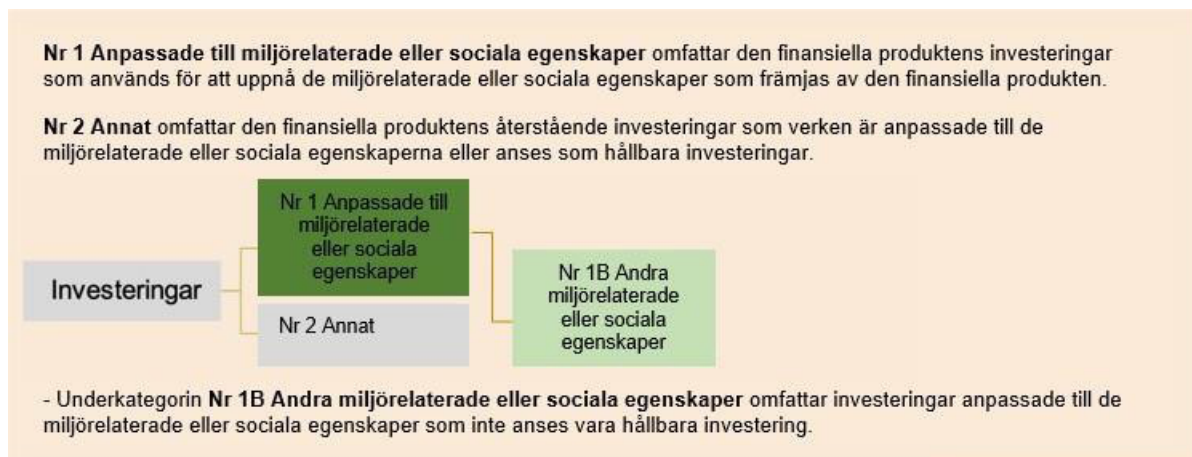 Nr 1 Anpassade till miljörelaterade eller sociala egenskaper omfattar den finansiella produktens investeringar
som används för att uppnå de miljörelaterade eller sociala egenskaper som främjas av den finansiella produkten.
Nr 2 Annat omfattar den finansiella produktens återstående investeringar som verken är anpassade till de
miljörelaterade eller sociala egenskaperna eller anses som hållbara investeringar.
Investeringar
Nr 1 Anpassade till
miljörelaterade
eller sociala
egenskaper
Nr 2 Annat
Nr 1B Andra
miljörelaterade
eller sociala
egenskaper
- Underkategorin Nr 1B Andra miljörelaterade eller sociala egenskaper omfattar investeringar anpassade till de
miljörelaterade eller sociala egenskaper som inte anses vara hållbara investering.